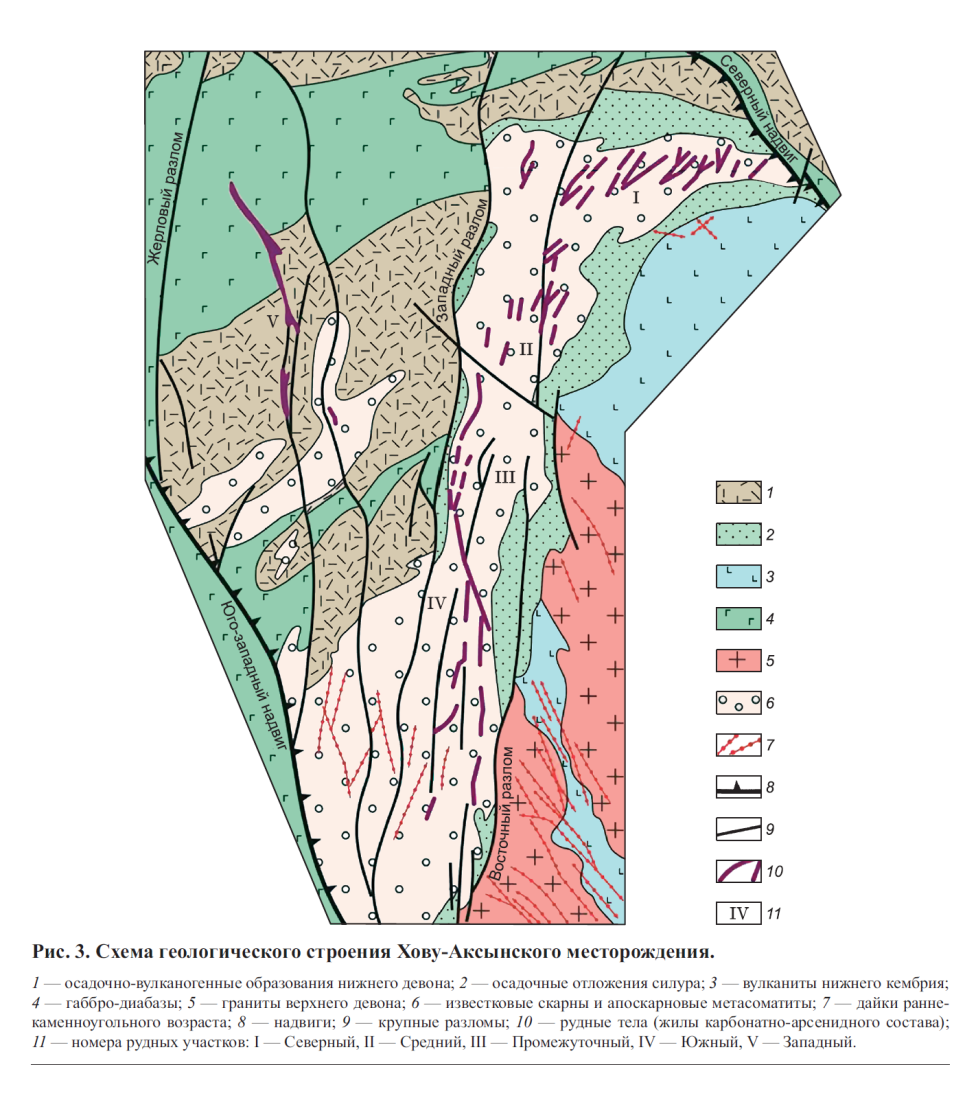 Северный надвиг
Жерловый разлом
Западный разлом
I
V
II
III
IV
Юго-западный надвиг
Восточный разлом
1
2
3
4
5
6
7
8
9
10
IV 11
Рис. 3. Схема геологического строения Хову-Аксынского месторождения.
1 — осадочно-вулканогенные образования нижнего девона; 2 — осадочные отложения силура; 3 — вулканиты нижнего кембрия;
4 — габбро-диабазы; 5 — граниты верхнего девона; 6 — известковые скарны и апоскарновые метасоматиты; 7 — дайки ранне-
каменноугольного возраста; 8 — надвиги; 9 — крупные разломы; 10 — рудные тела (жилы карбонатно-арсенидного состава);
11 — номера рудных участков: I — Северный, II — Средний, III — Промежуточный, IV — Южный, V — Западный.